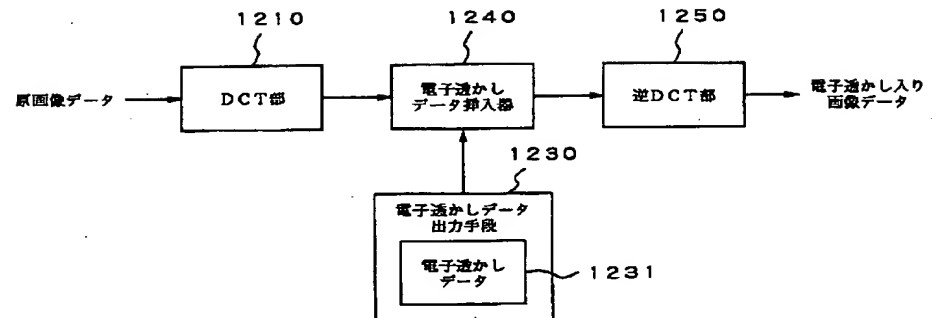 1210
1240
1250
原画像データ
DCT部
電子透かし
データ挿入器
逆DCT部
電子透かし入り
画像データ
1230
電子透かしデータ
出力手段
電子透かし
データ
1231